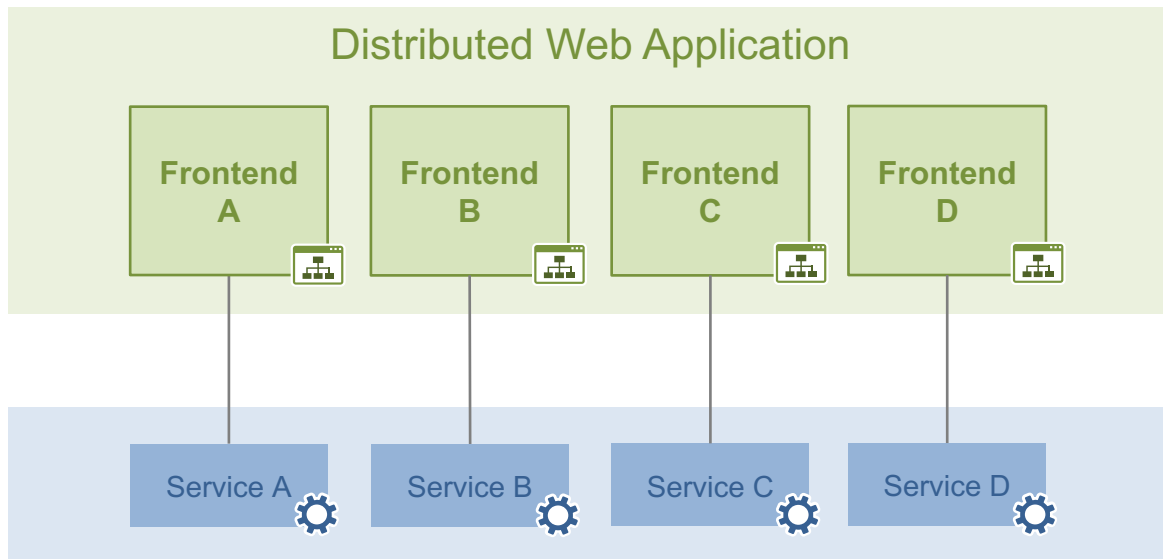 Distributed Web Application
Frontend
A
Frontend
B
Frontend
C
Frontend
D
Service A
Service B
Service C
Service D